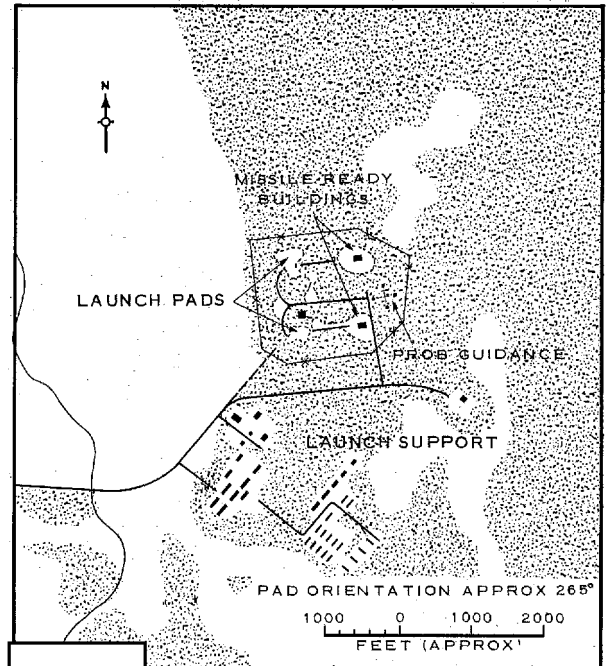 N
MISSILE-READY
BUILDINGS
LAUNCH PADS
PROB GUIDANCE
LAUNCH SUPPORT
PAD ORIENTATION APPROX 265°
1000 0 1000 2000
FEET (APPROX)